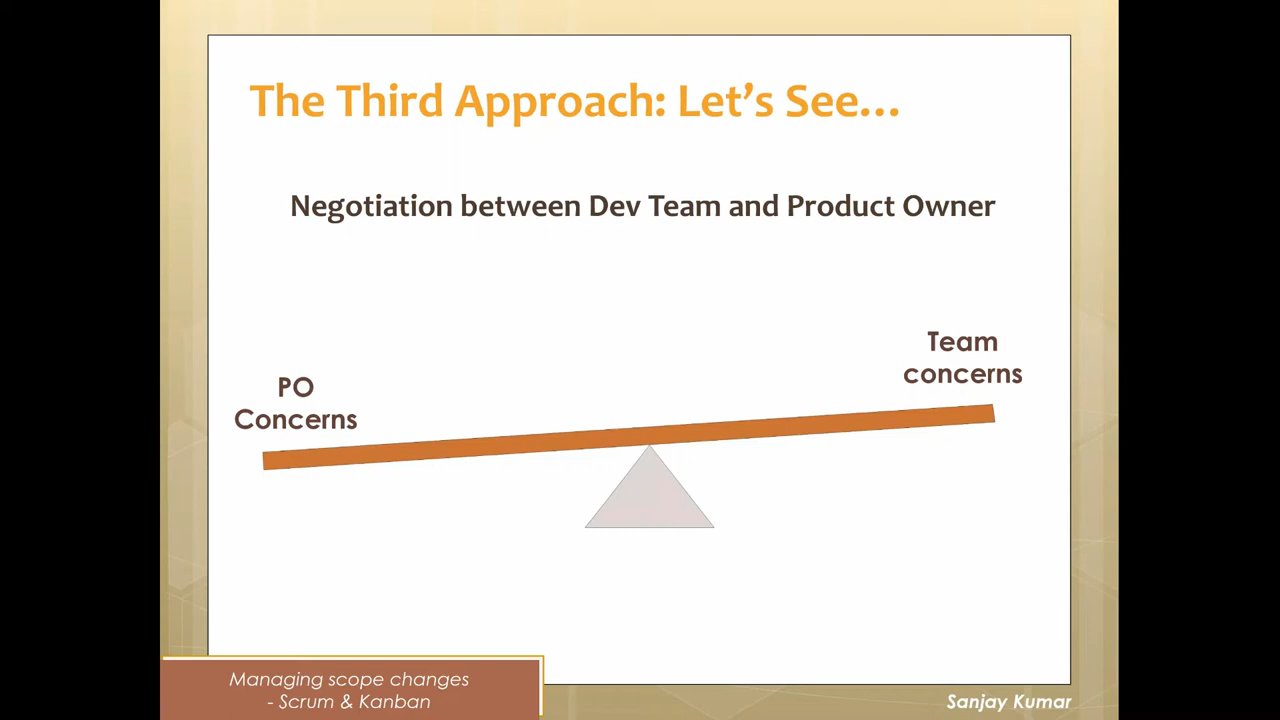 The Third Approach: Let’s See…
Negotiation between Dev Team and Product Owner
Team
concerns
PO
Concerns
Managing scope changes
- Scrum & Kanban
Sanjay Kumar